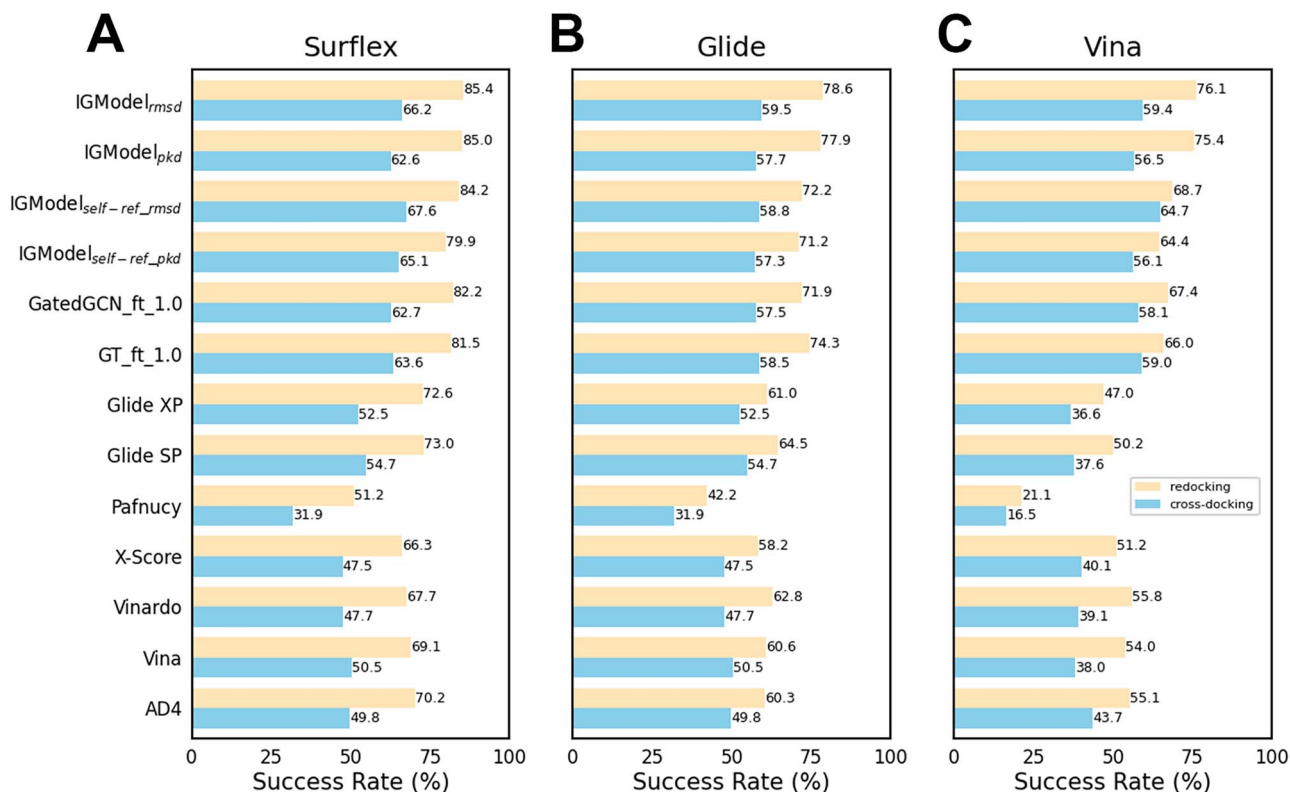 A
Surflex
B
Glide
C
Vina
IGModel_rmsd
85.4
66.2
78.6
59.5
76.1
59.4
IGModel_pkd
85.0
62.6
77.9
57.7
75.4
56.5
IGModel_self−ref_rmsd
84.2
67.6
72.2
58.8
68.7
64.7
IGModel_self−ref_pkd
79.9
65.1
71.2
57.3
64.4
56.1
GatedGCN_ft_1.0
82.2
62.7
71.9
57.5
67.4
58.1
GT_ft_1.0
81.5
63.6
74.3
58.5
66.0
59.0
Glide XP
72.6
52.5
61.0
52.5
47.0
36.6
Glide SP
73.0
54.7
64.5
54.7
50.2
37.6
redocking
cross-docking
Pafnucy
51.2
31.9
42.2
31.9
21.1
16.5
X-Score
66.3
47.5
58.2
47.5
51.2
40.1
Vinardo
67.7
47.7
62.8
47.7
55.8
39.1
Vina
69.1
50.5
60.6
50.5
54.0
38.0
AD4
70.2
49.8
60.3
49.8
55.1
43.7
0 25 50 75 100
0 25 50 75 100
0 25 50 75 100
Success Rate (%)
Success Rate (%)
Success Rate (%)